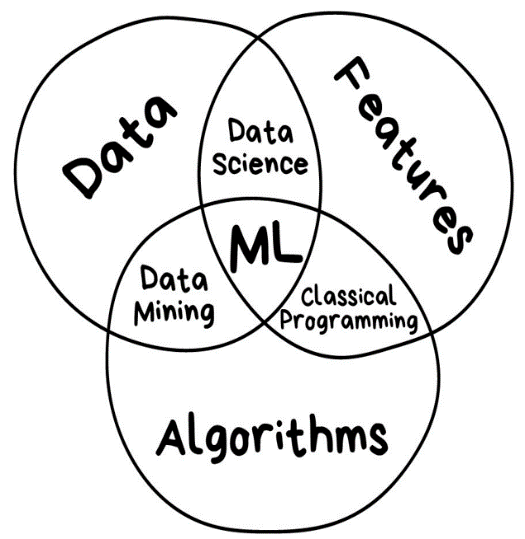 Data
Features
Data
Science
ML
Data
Mining
Classical
Programming
Algorithms